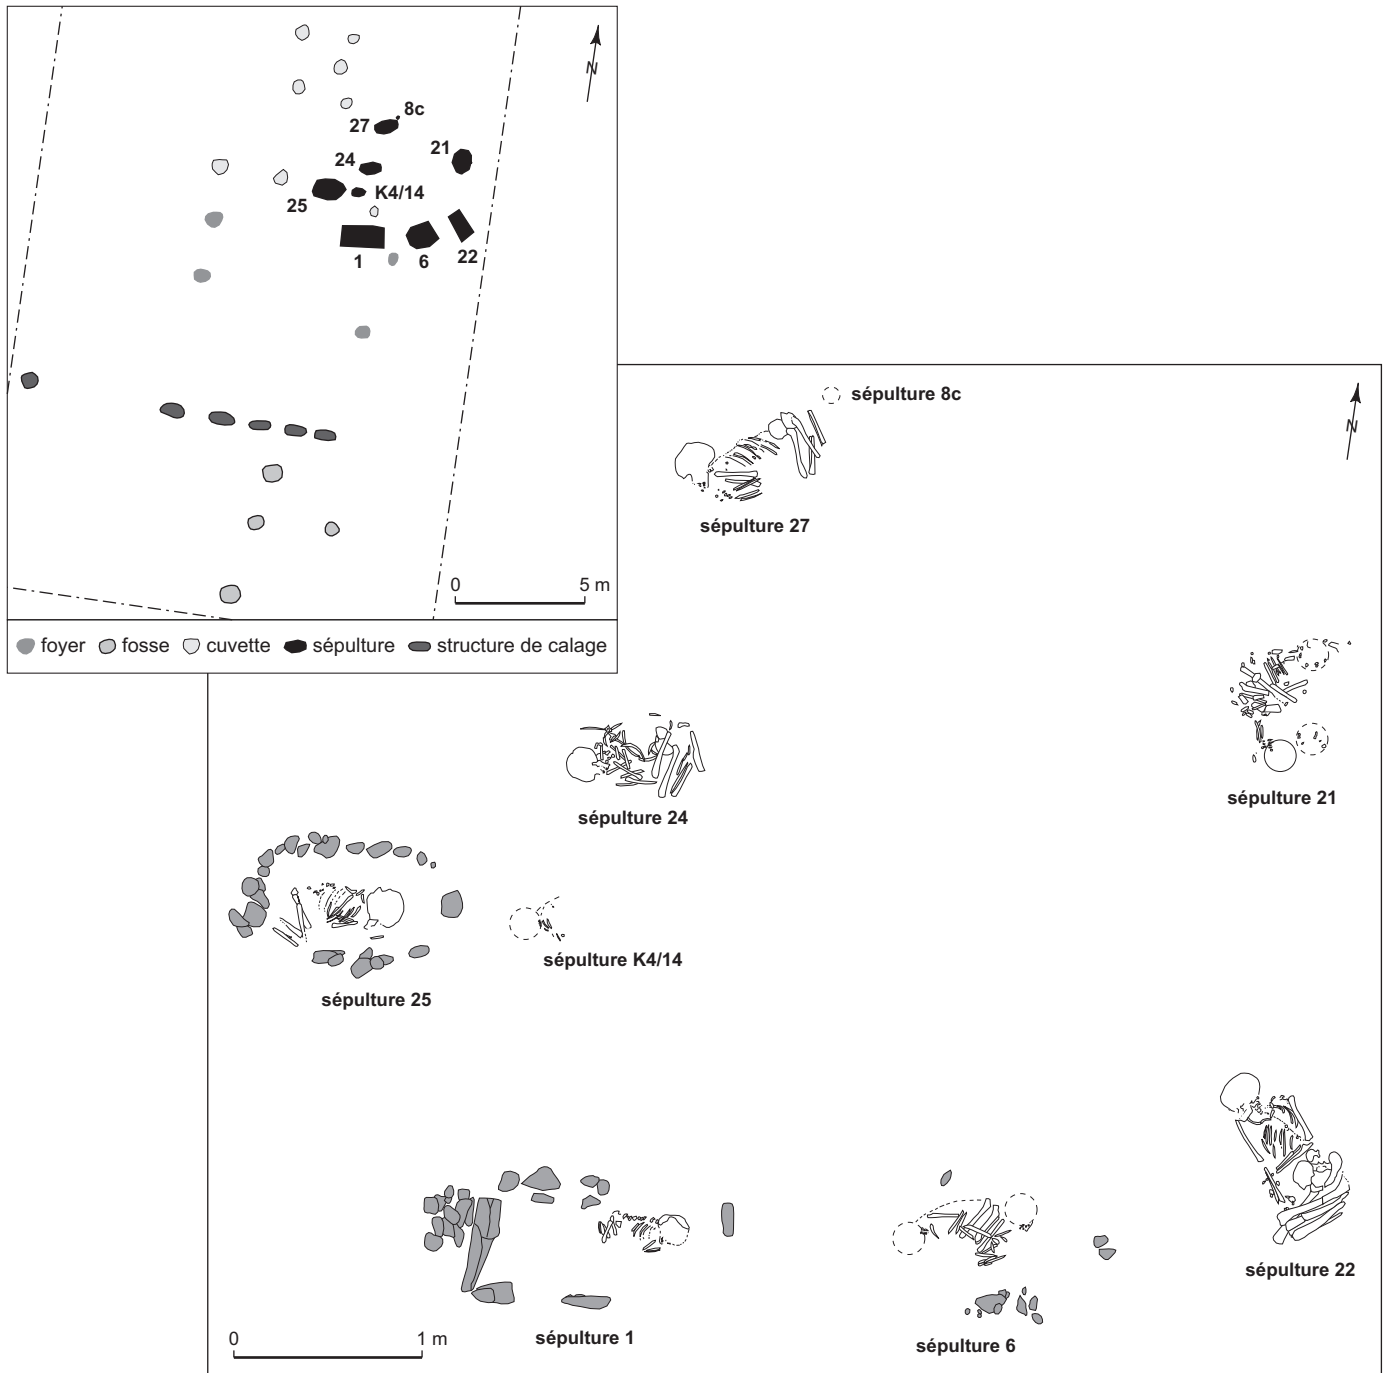 N
8c
27
21
24
K4/14
25
1
6
22
0 5 m
foyer fosse cuvette sépulture structure de calage
sépulture 8c
N
sépulture 27
sépulture 21
sépulture 24
sépulture K4/14
sépulture 25
sépulture 22
0 1 m
sépulture 1
sépulture 6